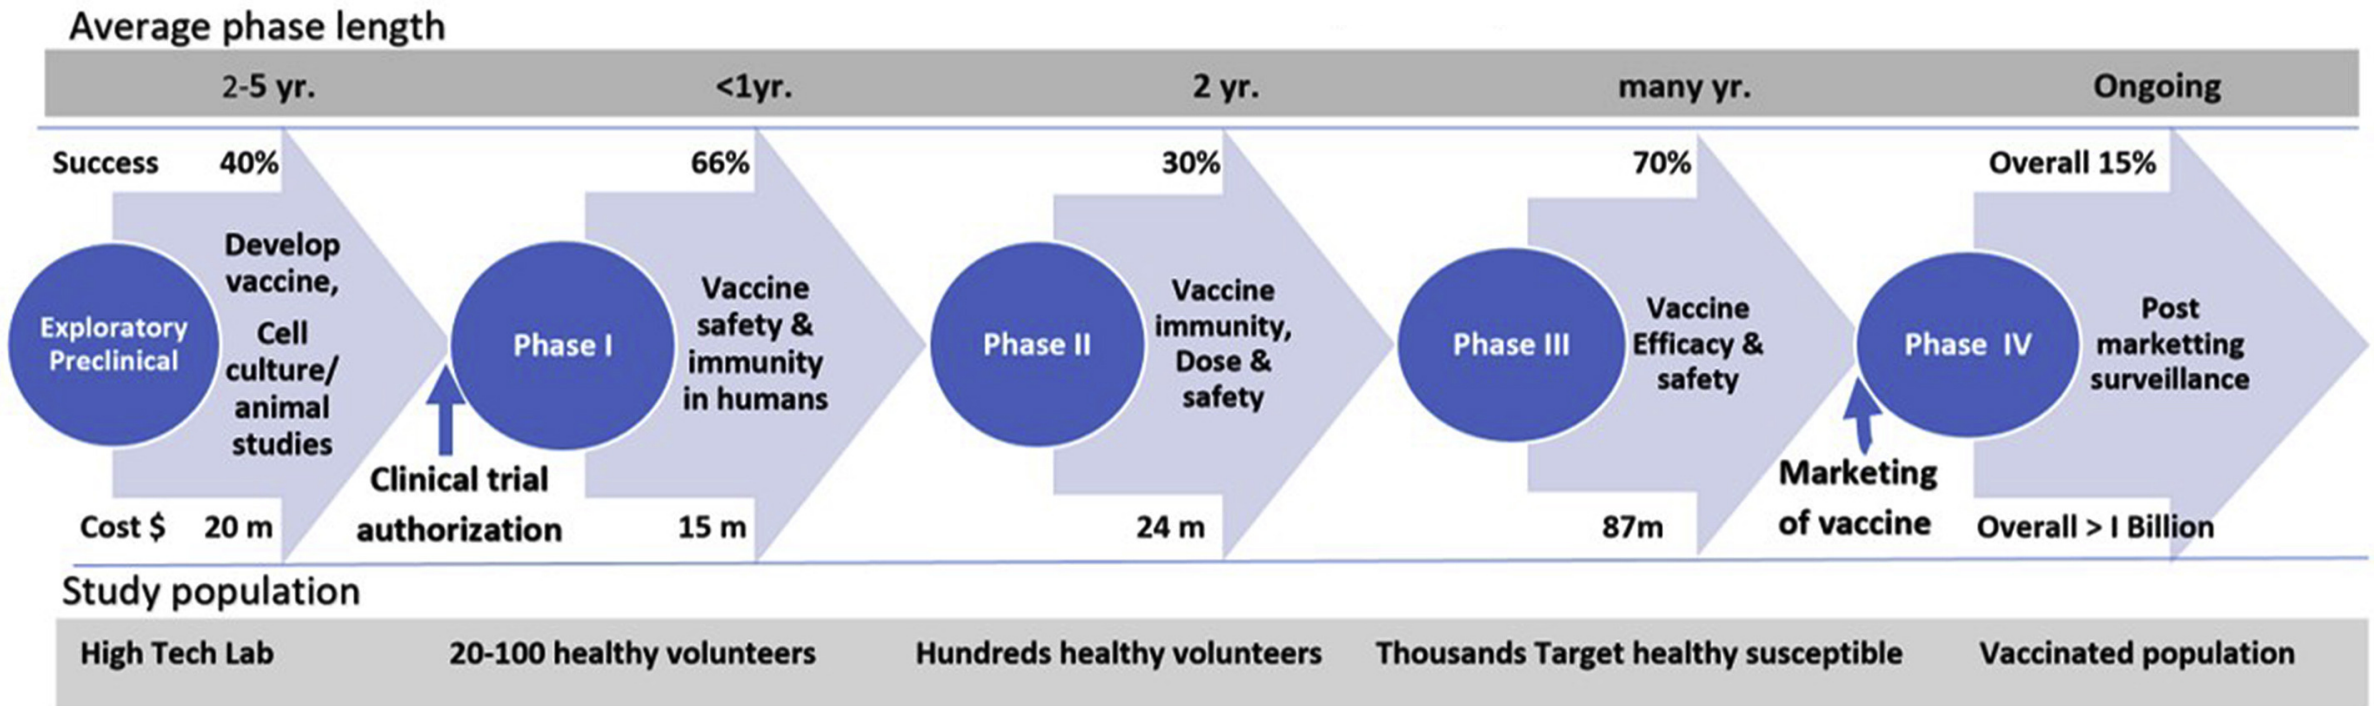 Average phase length
2-5 yr. <1yr. 2 yr. many yr. Ongoing
Success 40% 66% 30% 70% Overall 15%
Exploratory
Preclinical
Develop
vaccine,
Cell
culture/
animal
studies
Clinical trial
authorization
Phase I
Vaccine
safety &
immunity
in humans
Phase II
Vaccine
immunity,
Dose &
safety
Phase III
Vaccine
Efficacy &
safety
Marketing
of vaccine
Phase IV
Post
marketting
surveillance
Cost $ 20 m 15 m 24 m 87m Overall > I Billion
Study population
High Tech Lab 20-100 healthy volunteers Hundreds healthy volunteers Thousands Target healthy susceptible Vaccinated population